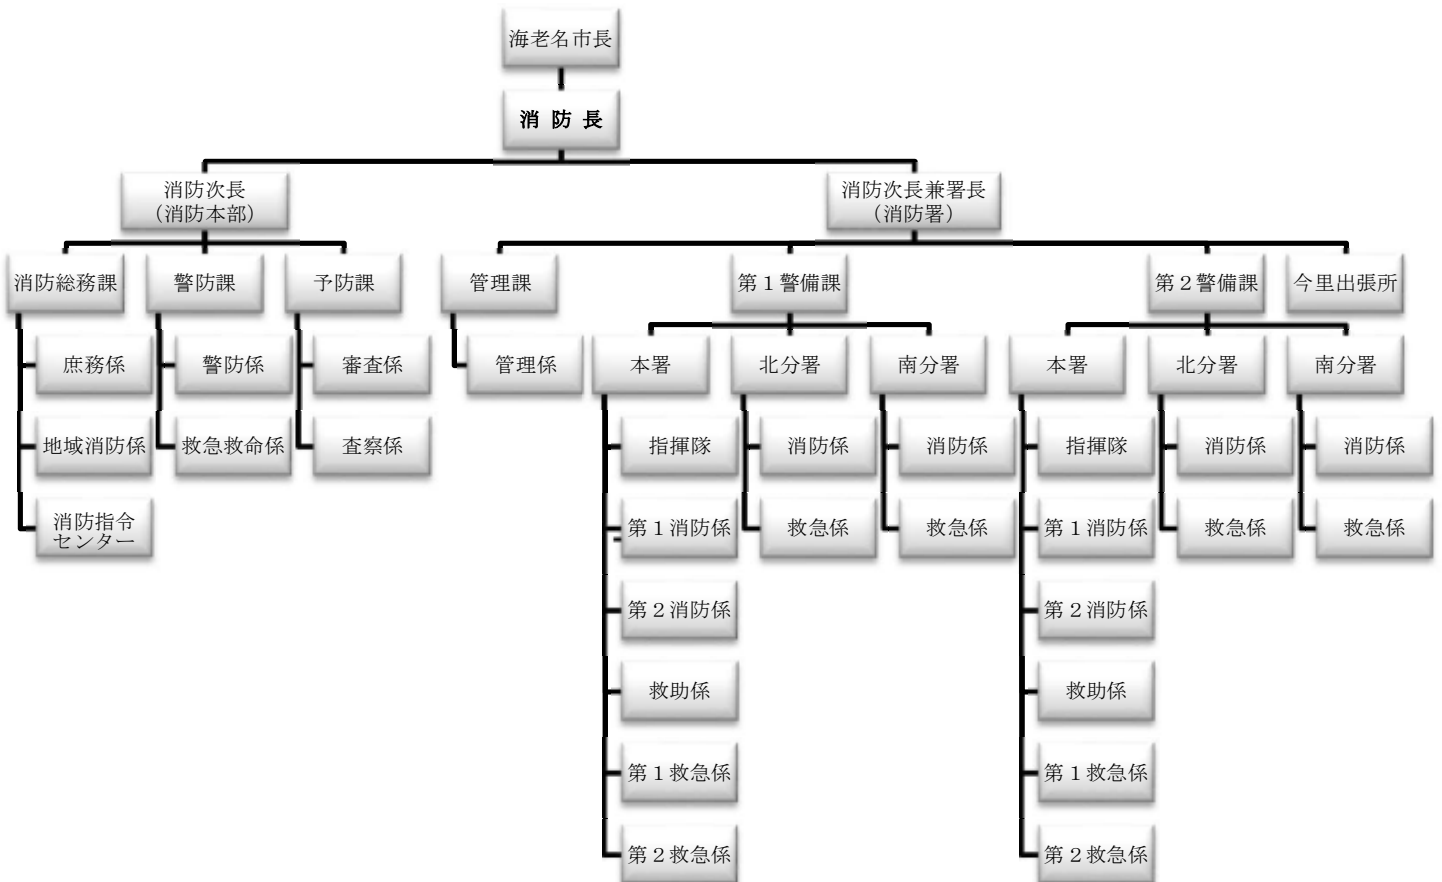 海老名市長
消 防 長
消防次長
（消防本部）
消防次長兼署長
（消防署）
消防総務課
警防課
予防課
管理課
第１警備課
第２警備課
今里出張所
庶務係
警防係
審査係
管理係
本署
北分署
南分署
本署
北分署
南分署
地域消防係
救急救命係
査察係
指揮隊
消防係
消防係
指揮隊
消防係
消防係
消防指令
センター
第１消防係
救急係
救急係
第１消防係
救急係
救急係
第２消防係
第２消防係
救助係
救助係
第１救急係
第１救急係
第２救急係
第２救急係